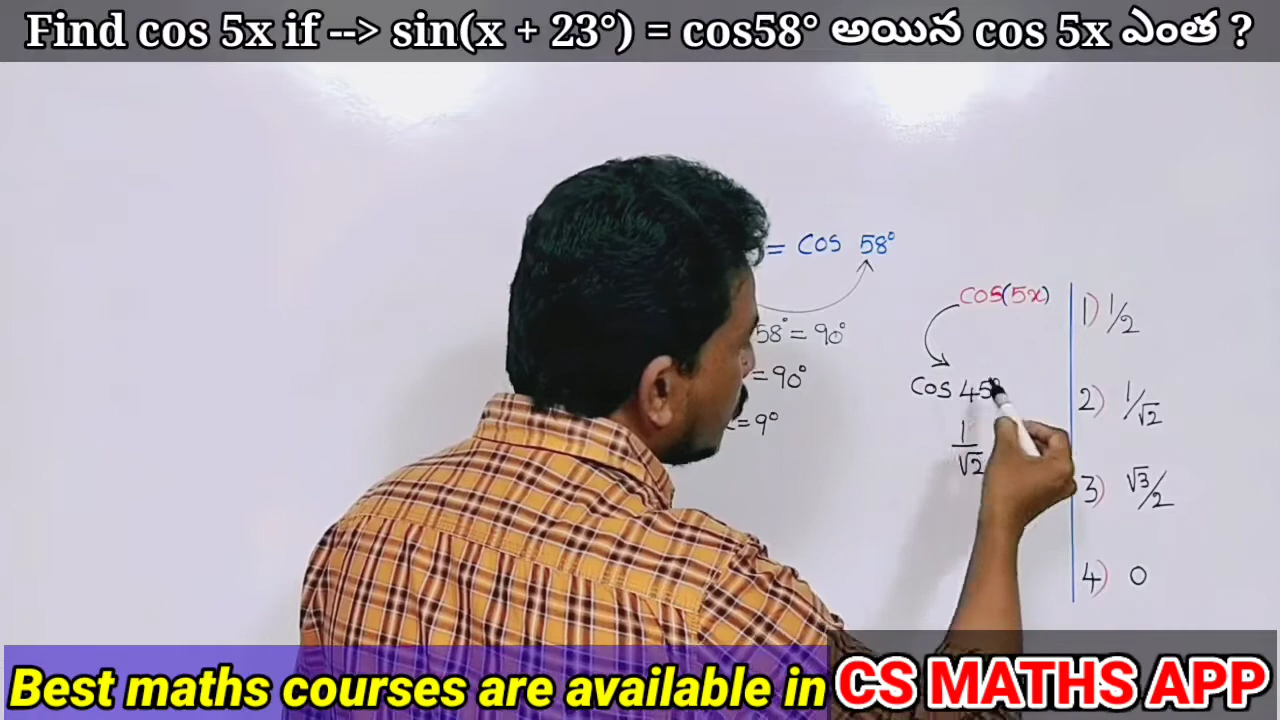 Find cos 5x if --> sin(x + 23°) = cos58° అయిన cos 5x ఎంత ?
= cos 58°
58° = 90°
= 90°
= 9°
cos(5x)
cos 45°
1
√2
1) 1/2
2) 1/√2
3) √3/2
4) 0
Best maths courses are available in CS MATHS APP